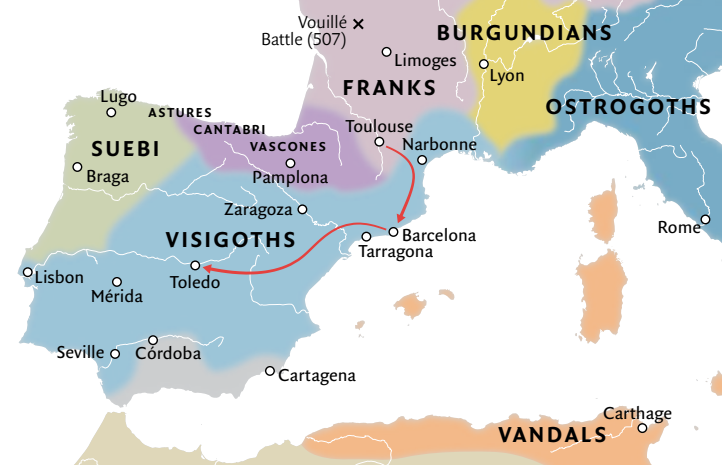 Vouillé
Battle (507)
BURGUNDIANS
Limoges
Lyon
FRANKS
Lugo
ASTURES
OSTROGOTHS
CANTABRI
Toulouse
SUEBI
VASCONES
Narbonne
Braga
Pamplona
Zaragoza
Rome
VISIGOTHS
Barcelona
Tarragona
Lisbon
Toledo
Mérida
Seville
Córdoba
Cartagena
Carthage
VANDALS